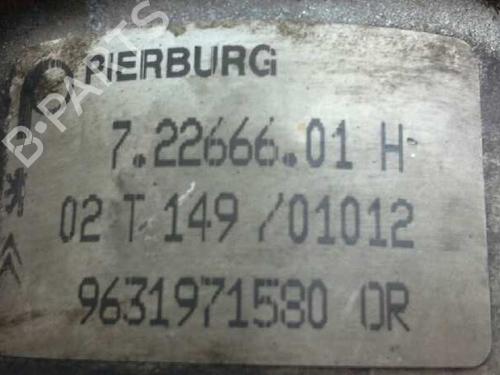 PIERBURG
7.22666.01 H
02 T 149 /01012
9631971580 OR
B-PARTS